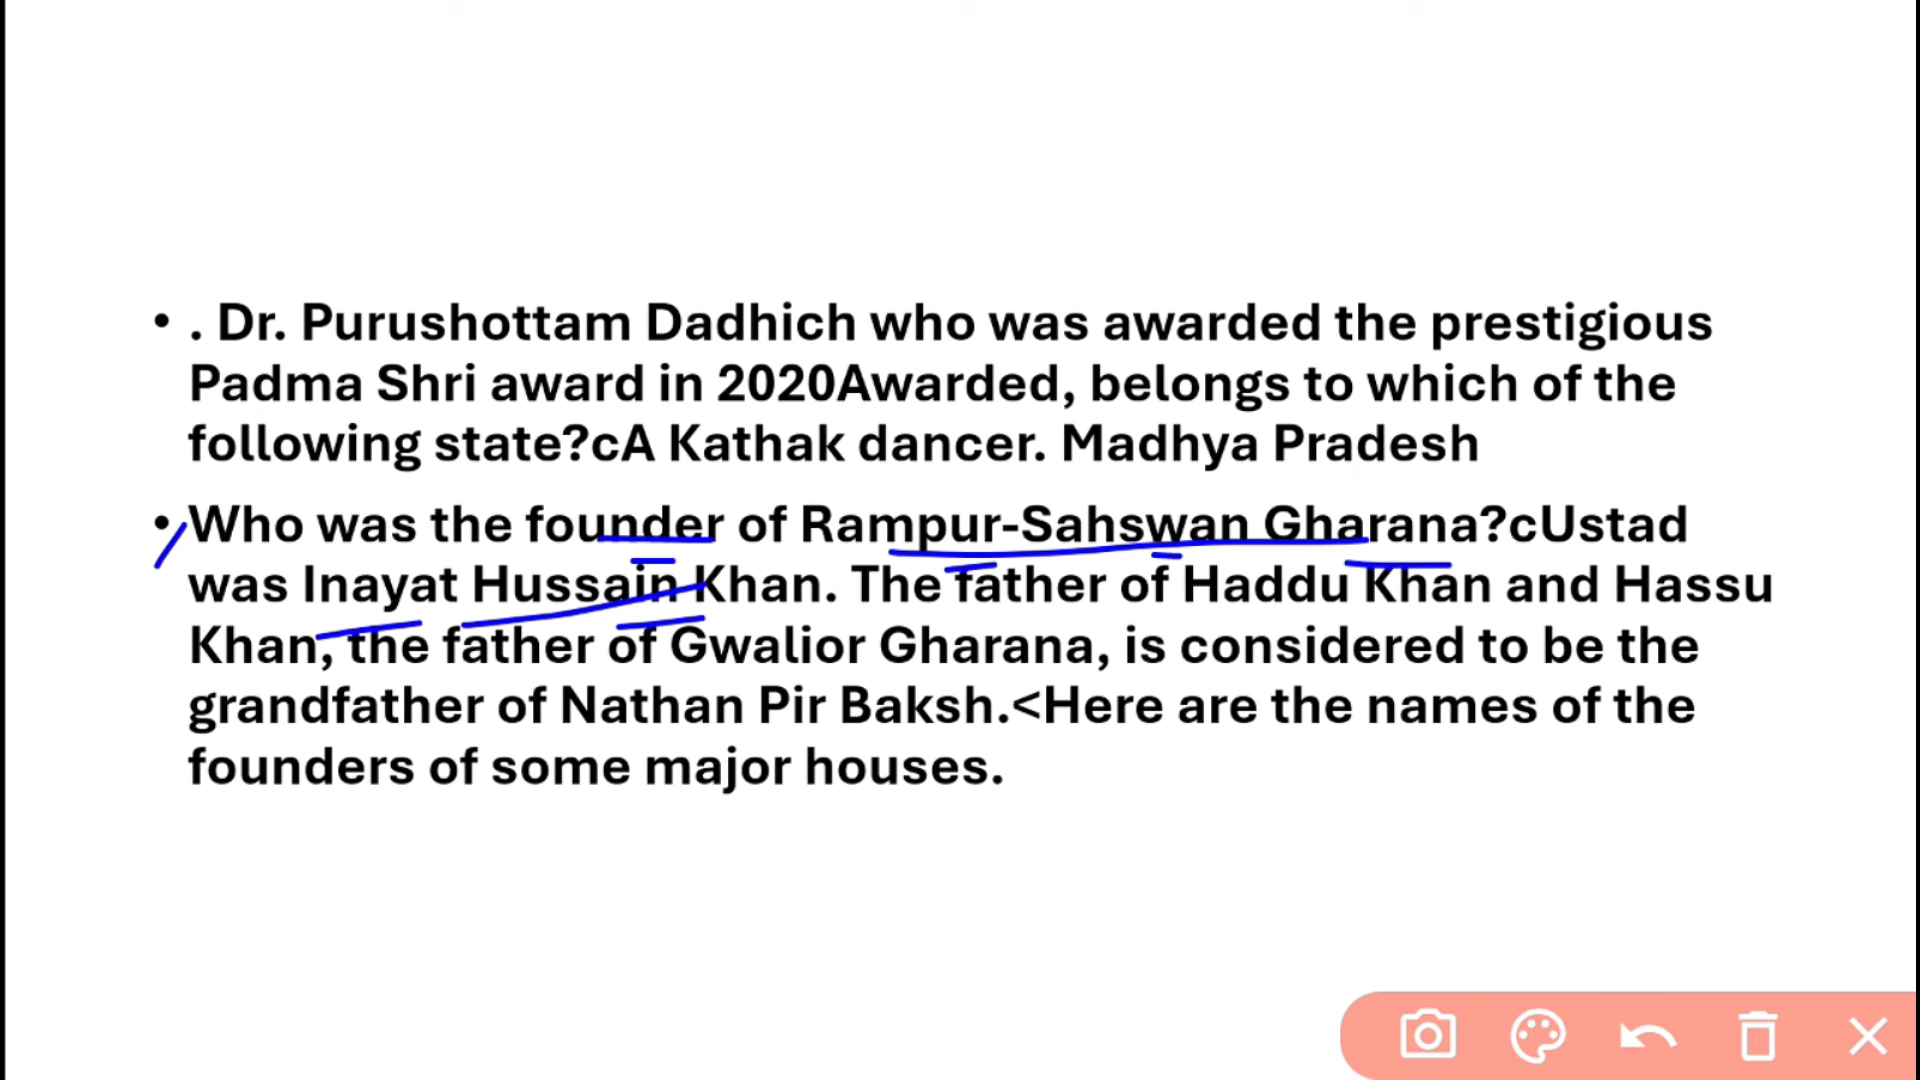 • . Dr. Purushottam Dadhich who was awarded the prestigious
Padma Shri award in 2020Awarded, belongs to which of the
following state?cA Kathak dancer. Madhya Pradesh
• Who was the founder of Rampur-Sahswan Gharana?cUstad
was Inayat Hussain Khan. The father of Haddu Khan and Hassu
Khan, the father of Gwalior Gharana, is considered to be the
grandfather of Nathan Pir Baksh.<Here are the names of the
founders of some major houses.